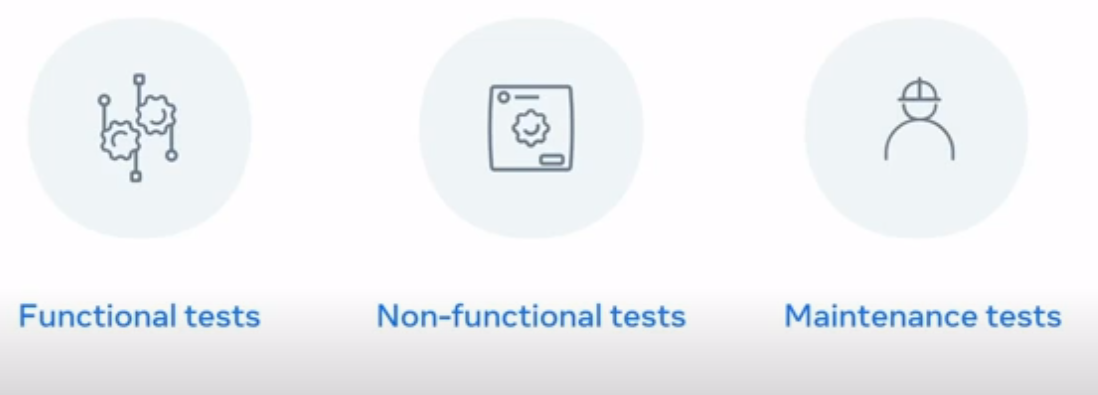 Functional tests
Non-functional tests
Maintenance tests